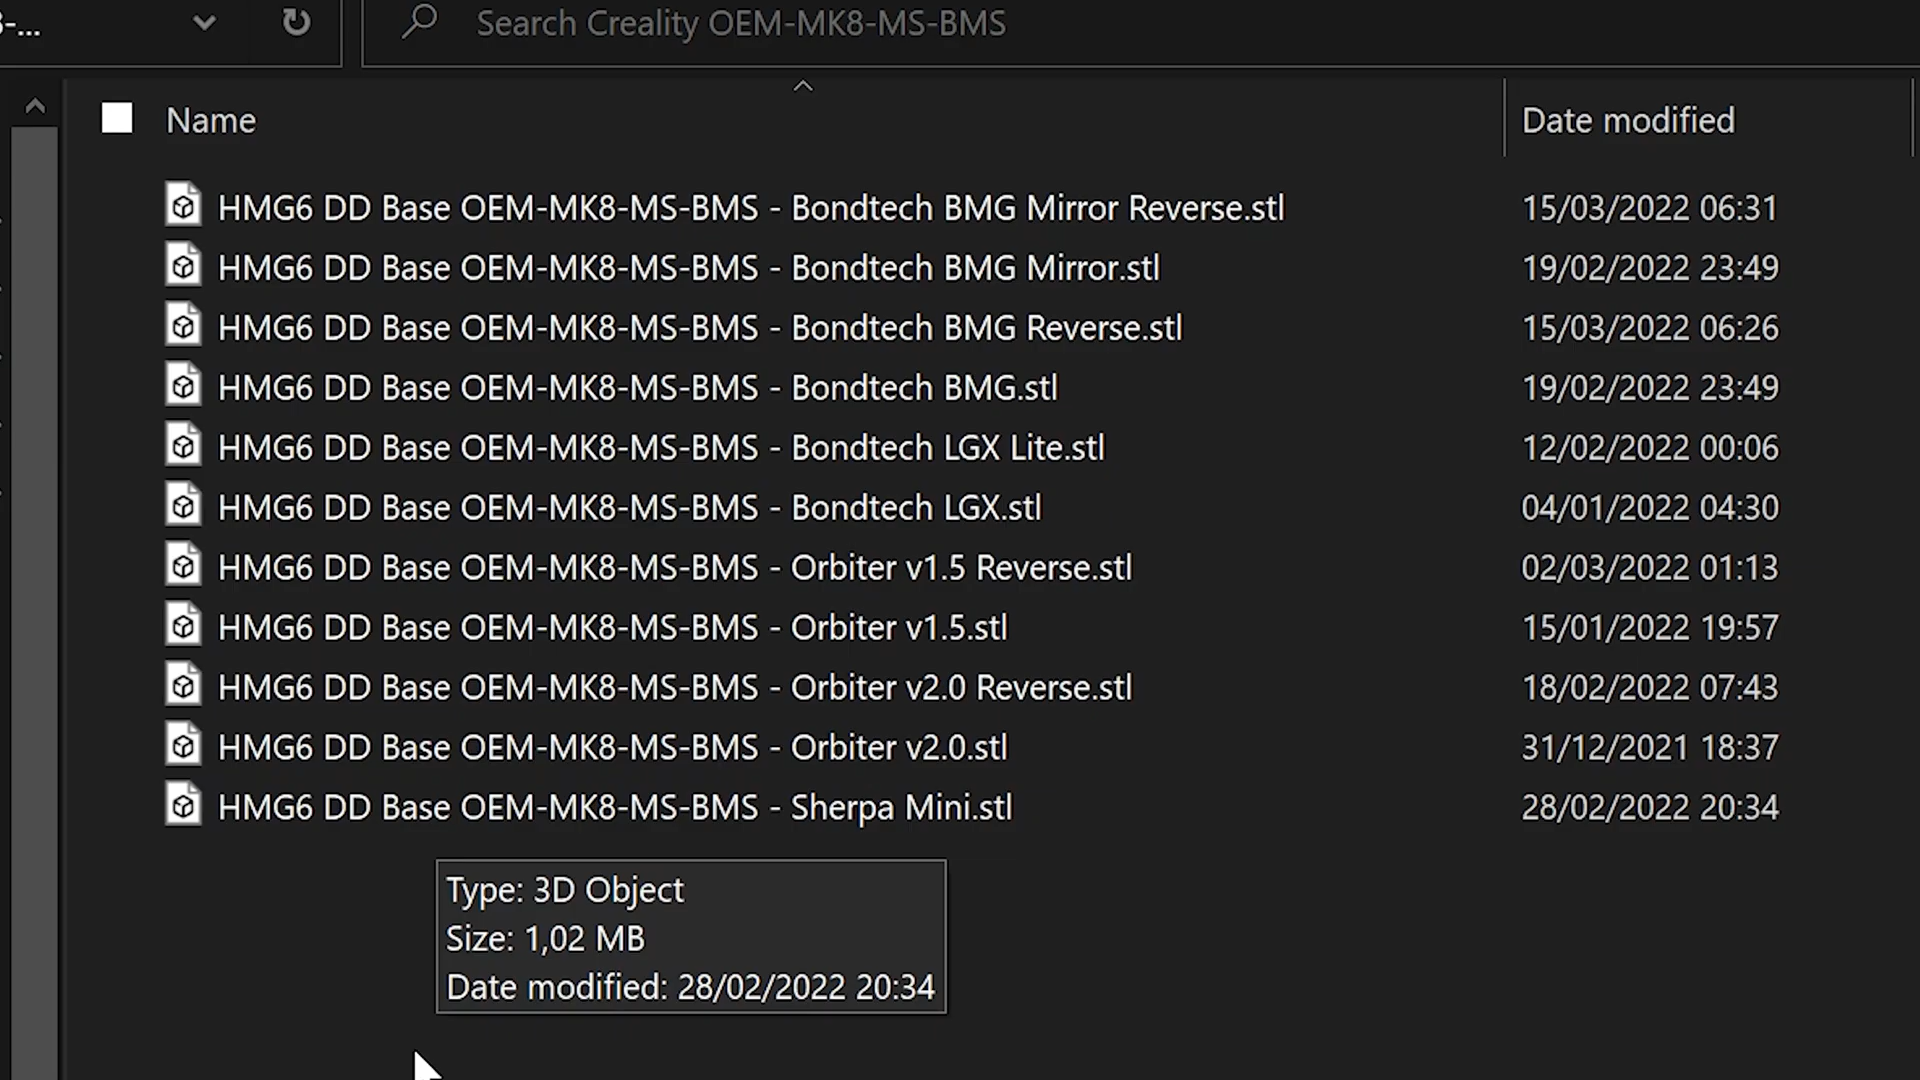 -...
Search Creality OEM-MK8-MS-BMS
Name Date modified
HMG6 DD Base OEM-MK8-MS-BMS - Bondtech BMG Mirror Reverse.stl 15/03/2022 06:31
HMG6 DD Base OEM-MK8-MS-BMS - Bondtech BMG Mirror.stl 19/02/2022 23:49
HMG6 DD Base OEM-MK8-MS-BMS - Bondtech BMG Reverse.stl 15/03/2022 06:26
HMG6 DD Base OEM-MK8-MS-BMS - Bondtech BMG.stl 19/02/2022 23:49
HMG6 DD Base OEM-MK8-MS-BMS - Bondtech LGX Lite.stl 12/02/2022 00:06
HMG6 DD Base OEM-MK8-MS-BMS - Bondtech LGX.stl 04/01/2022 04:30
HMG6 DD Base OEM-MK8-MS-BMS - Orbiter v1.5 Reverse.stl 02/03/2022 01:13
HMG6 DD Base OEM-MK8-MS-BMS - Orbiter v1.5.stl 15/01/2022 19:57
HMG6 DD Base OEM-MK8-MS-BMS - Orbiter v2.0 Reverse.stl 18/02/2022 07:43
HMG6 DD Base OEM-MK8-MS-BMS - Orbiter v2.0.stl 31/12/2021 18:37
HMG6 DD Base OEM-MK8-MS-BMS - Sherpa Mini.stl 28/02/2022 20:34
Type: 3D Object
Size: 1,02 MB
Date modified: 28/02/2022 20:34